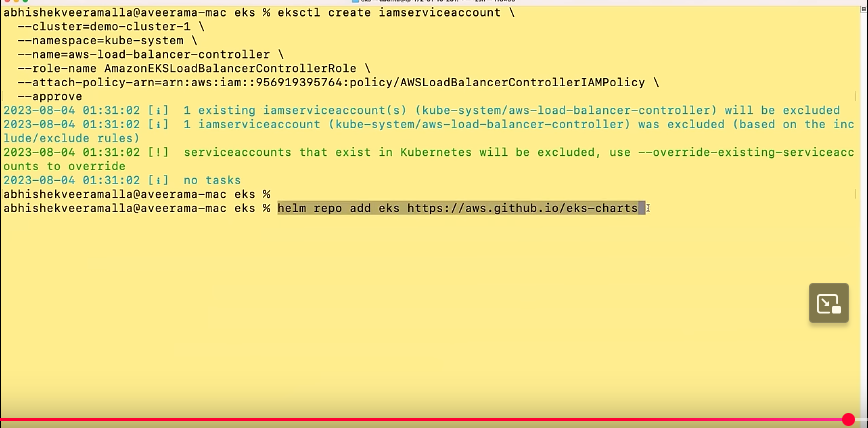 abhishekveeramalla@aveerama-mac eks % eksctl create iamserviceaccount \
  --cluster=demo-cluster-1 \
  --namespace=kube-system \
  --name=aws-load-balancer-controller \
  --role-name AmazonEKSLoadBalancerControllerRole \
  --attach-policy-arn=arn:aws:iam::956919395764:policy/AWSLoadBalancerControllerIAMPolicy \
  --approve
2023-08-04 01:31:02 [ℹ]  1 existing iamserviceaccount(s) (kube-system/aws-load-balancer-controller) will be excluded
2023-08-04 01:31:02 [ℹ]  1 iamserviceaccount (kube-system/aws-load-balancer-controller) was excluded (based on the inc
lude/exclude rules)
2023-08-04 01:31:02 [!]  serviceaccounts that exist in Kubernetes will be excluded, use --override-existing-serviceacc
ounts to override
2023-08-04 01:31:02 [ℹ]  no tasks
abhishekveeramalla@aveerama-mac eks %
abhishekveeramalla@aveerama-mac eks % helm repo add eks https://aws.github.io/eks-charts